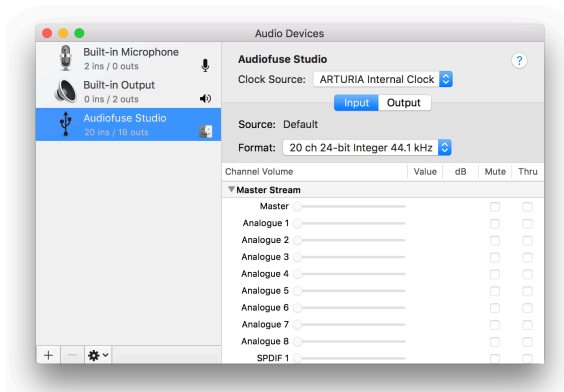 Audio Devices
Built-in Microphone
2 ins / 0 outs
Built-in Output
0 ins / 2 outs
Audiofuse Studio
20 ins / 18 outs
Audiofuse Studio
?
Clock Source: ARTURIA Internal Clock
Input Output
Source: Default
Format: 20 ch 24-bit Integer 44.1 kHz
Channel Volume Value dB Mute Thru
Master Stream
Master
Analogue 1
Analogue 2
Analogue 3
Analogue 4
Analogue 5
Analogue 6
Analogue 7
Analogue 8
SPDIF 1